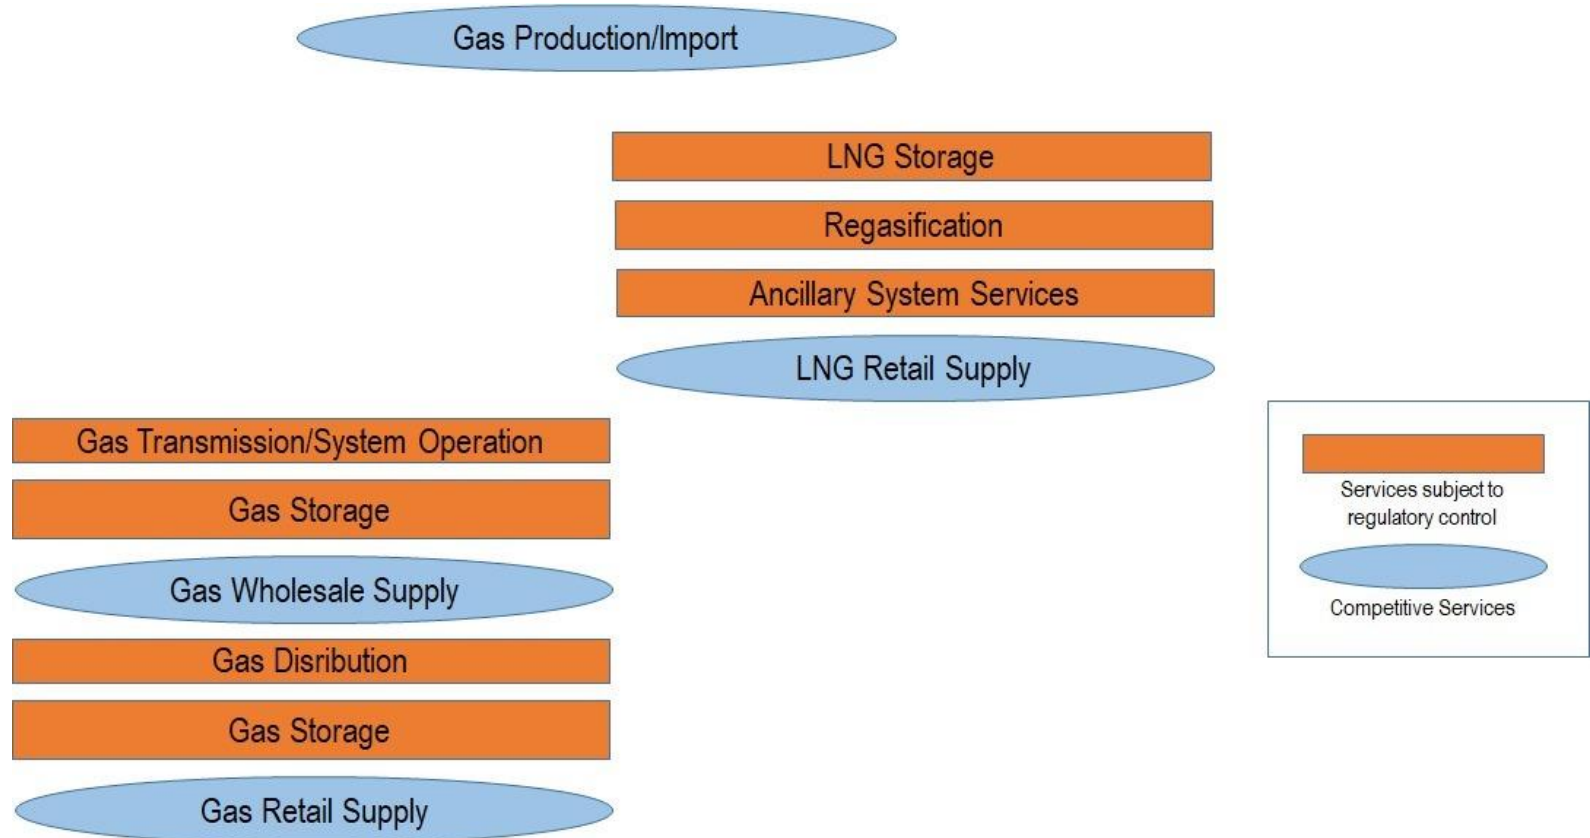 Gas Production/Import
LNG Storage
Regasification
Ancillary System Services
LNG Retail Supply
Gas Transmission/System Operation
Gas Storage
Gas Wholesale Supply
Gas Disribution
Gas Storage
Gas Retail Supply
Services subject to
regulatory control
Competitive Services